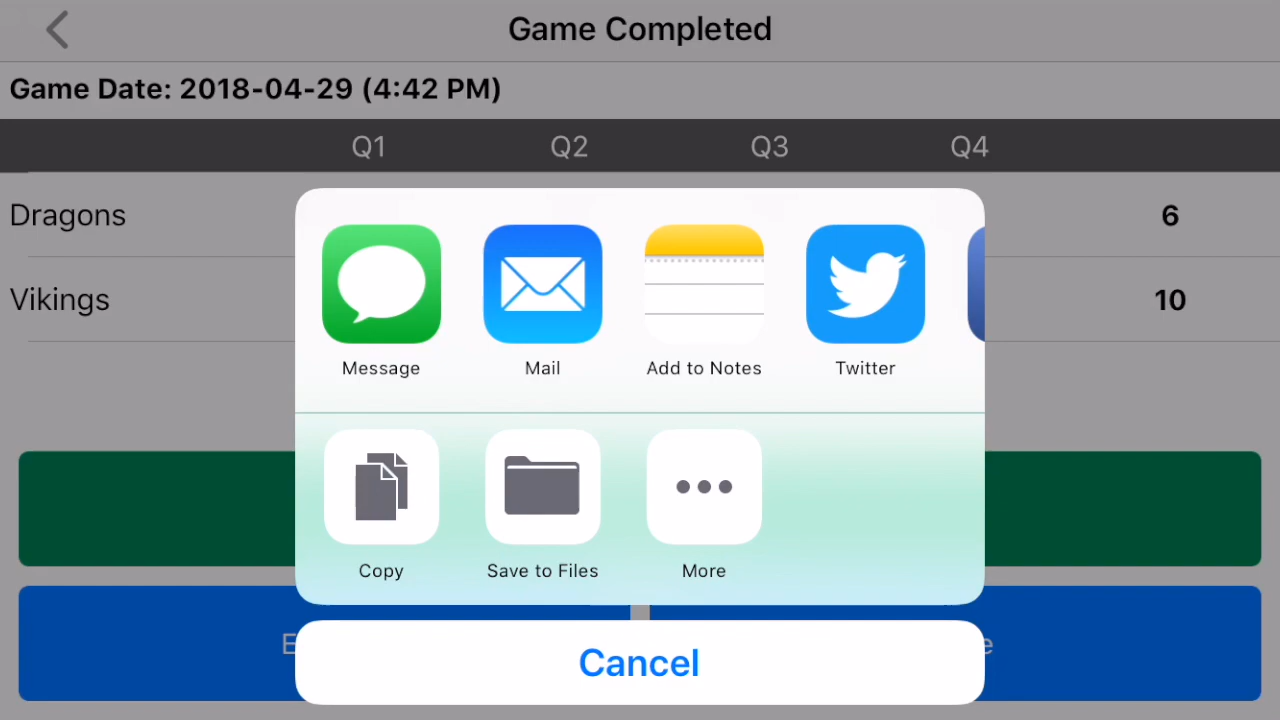 Game Completed
Game Date: 2018-04-29 (4:42 PM)
Q1 Q2 Q3 Q4
Dragons 6
Vikings 10
Message Mail Add to Notes Twitter
Copy Save to Files More
Cancel